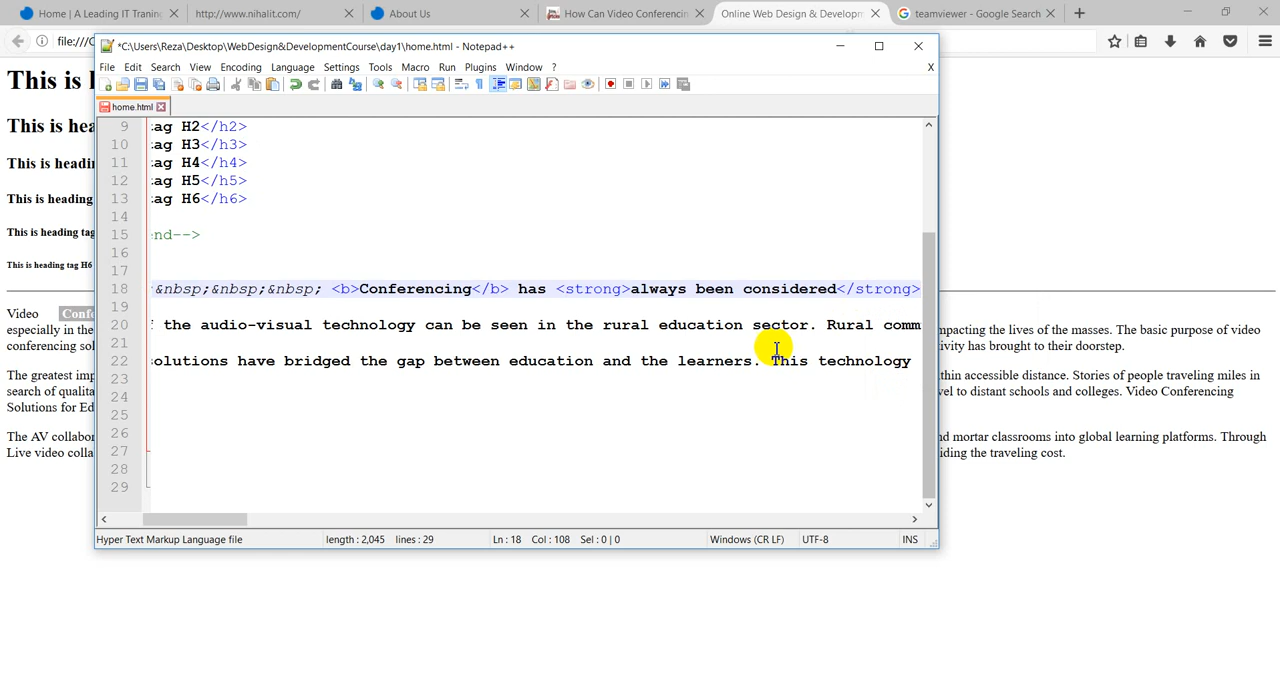 Home | A Leading IT Traning
http://www.nihalit.com/
About Us
How Can Video Conferencin
Online Web Design & Developm
teamviewer - Google Search
file:///C
*C:\Users\Reza\Desktop\WebDesign&DevelopmentCourse\day1\home.html - Notepad++
File Edit Search View Encoding Language Settings Tools Macro Run Plugins Window ? X
home.html
This is h
This is hea
This is headin
This is heading
This is heading tag
This is heading tag H6
9 tag H2</h2>
10 tag H3</h3>
11 tag H4</h4>
12 tag H5</h5>
13 tag H6</h6>
14
15 nd-->
16
17
18 &nbsp;&nbsp;&nbsp; <b>Conferencing</b> has <strong>always been considered</strong>
19
20 f the audio-visual technology can be seen in the rural education sector. Rural comm
21
22 solutions have bridged the gap between education and the learners. This technology
23
24
25
26
27
28
29
Video Confe
especially in the
conferencing sol
mpacting the lives of the masses. The basic purpose of video
tivity has brought to their doorstep.
The greatest imp
search of qualita
Solutions for Ed
thin accessible distance. Stories of people traveling miles in
vel to distant schools and colleges. Video Conferencing
The AV collabor
Live video colla
nd mortar classrooms into global learning platforms. Through
iding the traveling cost.
Hyper Text Markup Language file length : 2,045 lines : 29 Ln : 18 Col : 108 Sel : 0 | 0 Windows (CR LF) UTF-8 INS